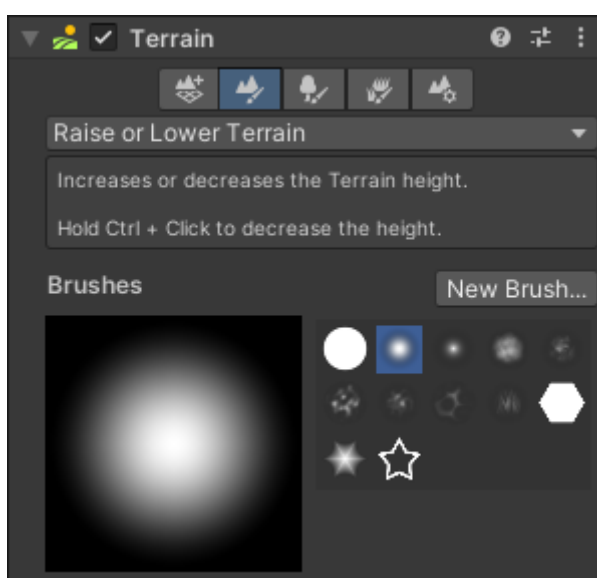 Terrain
Raise or Lower Terrain
Increases or decreases the Terrain height.
Hold Ctrl + Click to decrease the height.
Brushes
New Brush...